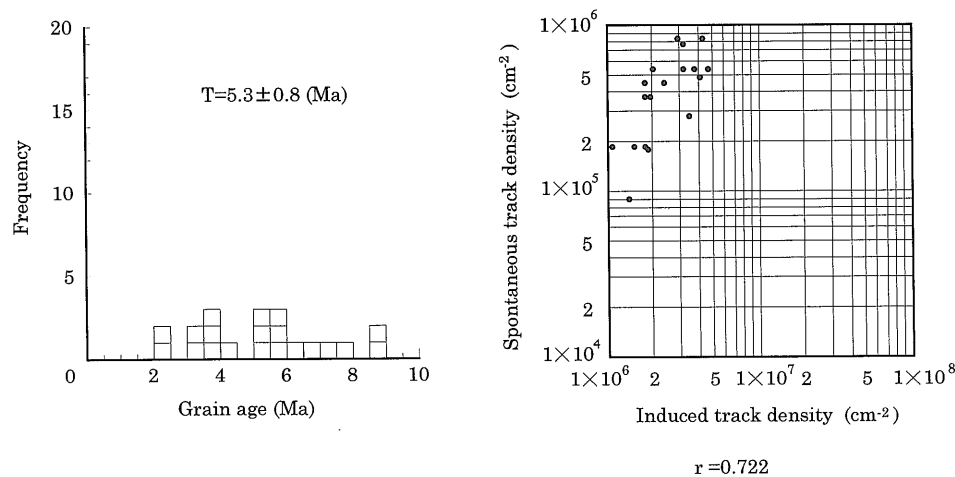 20
15
10
5
Frequency
T=5.3±0.8 (Ma)
0 2 4 6 8 10
Grain age (Ma)
1×10⁶
5
2
1×10⁵
5
2
1×10⁴
Spontaneous track density (cm⁻²)
1×10⁶ 2 5 1×10⁷ 2 5 1×10⁸
Induced track density (cm⁻²)
r =0.722